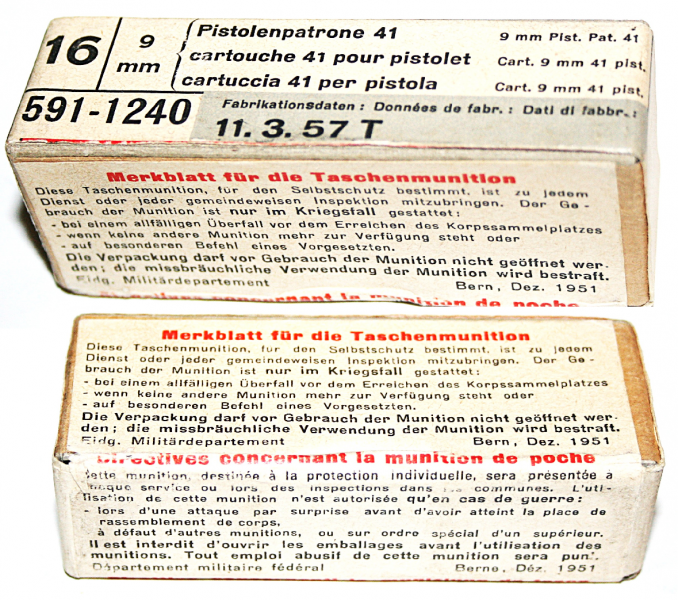 16
9 mm
Pistolenpatrone 41
cartouche 41 pour pistolet
cartuccia 41 per pistola
9 mm Pist. Pat. 41
Cart. 9 mm 41 pist.
Cart. 9 mm 41 pist.
591-1240
Fabrikationsdaten : Données de fabr. : Dati di fabbr. :
11. 3. 57 T
Merkblatt für die Taschenmunition
Diese Taschenmunition, für den Selbstschutz bestimmt, ist zu jedem
Dienst oder jeder gemeindeweisen Inspektion mitzubringen. Der Ge-
brauch der Munition ist nur im Kriegsfall gestattet:
- bei einem allfälligen Überfall vor dem Erreichen des Korpssammelplatzes
- wenn keine andere Munition mehr zur Verfügung steht oder
- auf besonderen Befehl eines Vorgesetzten.
Die Verpackung darf vor Gebrauch der Munition nicht geöffnet wer-
den; die missbräuchliche Verwendung der Munition wird bestraft.
Eidg. Militärdepartement Bern, Dez. 1951
Directives concernant la munition de poche
Merkblatt für die Taschenmunition
Diese Taschenmunition, für den Selbstschutz bestimmt, ist zu jedem
Dienst oder jeder gemeindeweisen Inspektion mitzubringen. Der Ge-
brauch der Munition ist nur im Kriegsfall gestattet:
- bei einem allfälligen Überfall vor dem Erreichen des Korpssammelplatzes
- wenn keine andere Munition mehr zur Verfügung steht oder
- auf besonderen Befehl eines Vorgesetzten.
Die Verpackung darf vor Gebrauch der Munition nicht geöffnet wer-
den; die missbräuchliche Verwendung der Munition wird bestraft.
Eidg. Militärdepartement Bern, Dez. 1951
Directives concernant la munition de poche
Cette munition, destinée à la protection individuelle, sera présentée à
chaque service ou lors des inspections dans communes. L'uti-
lisation de cette munition n'est autorisée qu'en cas de guerre:
- lors d'une attaque par surprise avant d'avoir atteint la place de
rassemblement de corps,
à défaut d'autres munitions, ou sur ordre spécial d'un supérieur.
Il est interdit d'ouvrir les emballages avant l'utilisation des
munitions. Tout emploi abusif de cette munition sera puni.
Département militaire fédéral Berne, Déz. 1951